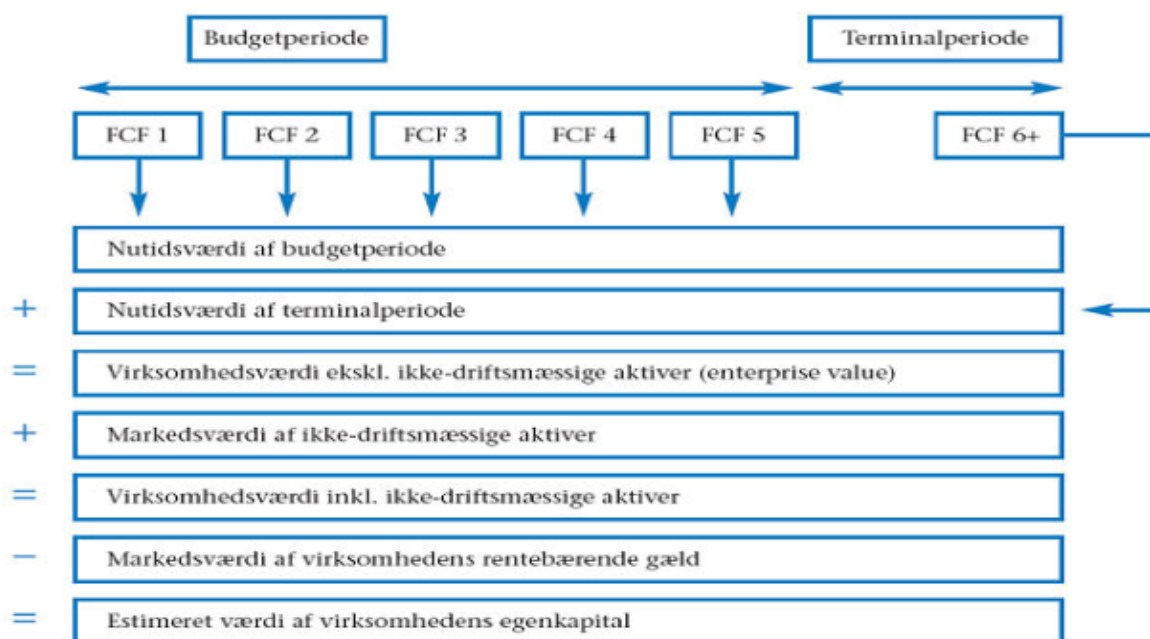 Budgetperiode
Terminalperiode
FCF 1
FCF 2
FCF 3
FCF 4
FCF 5
FCF 6+
Nutidsværdi af budgetperiode
+ Nutidsværdi af terminalperiode
= Virksomhedsværdi ekskl. ikke-driftsmæssige aktiver (enterprise value)
+ Markedsværdi af ikke-driftsmæssige aktiver
= Virksomhedsværdi inkl. ikke-driftsmæssige aktiver
− Markedsværdi af virksomhedens rentebærende gæld
= Estimeret værdi af virksomhedens egenkapital